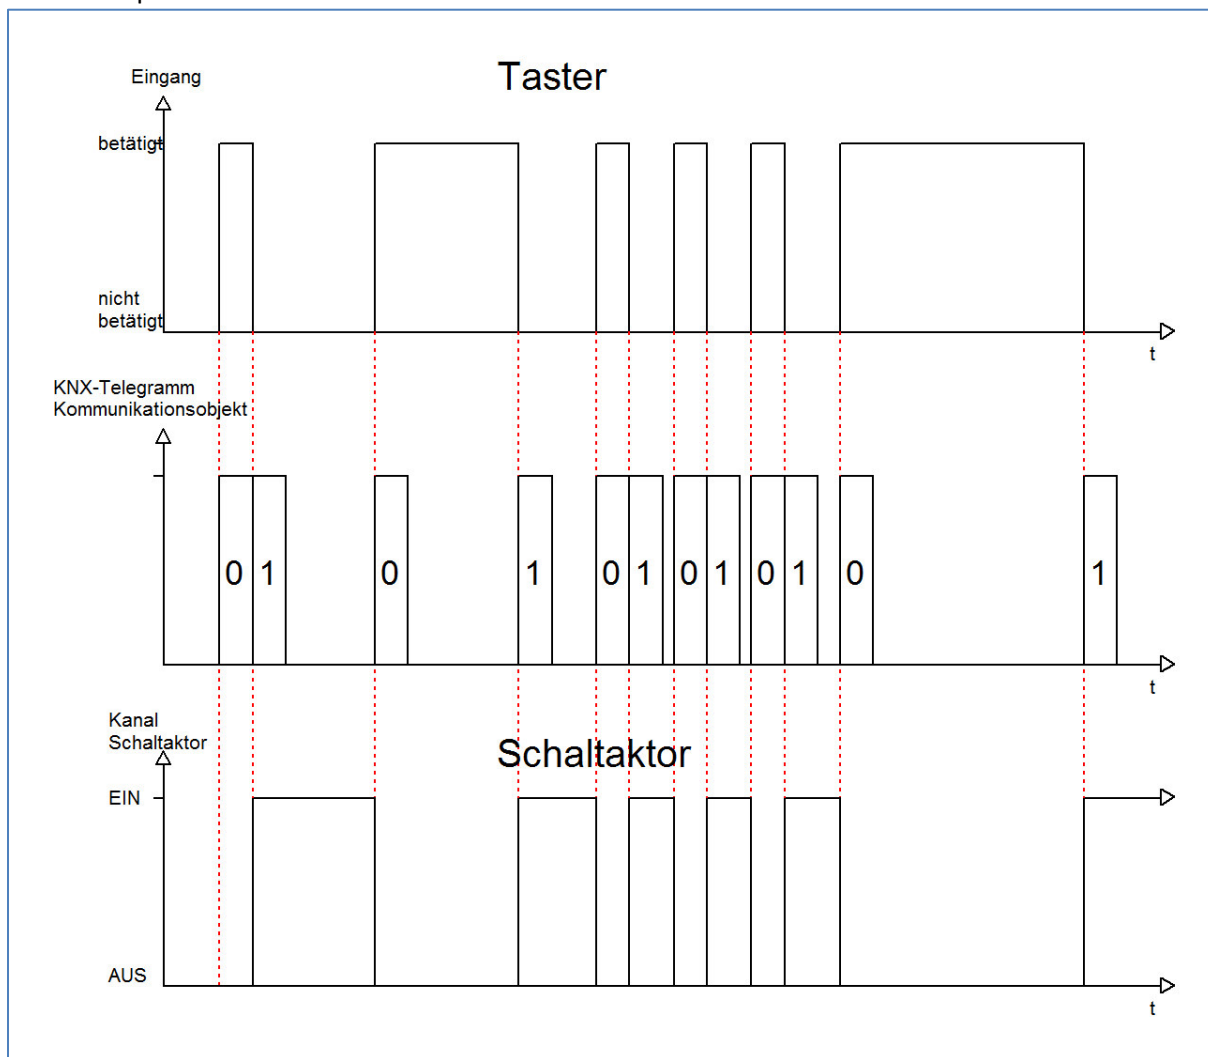 Eingang
Taster
betätigt
nicht
betätigt
t
KNX-Telegramm
Kommunikationsobjekt
0 1 0 1 0 1 0 1 0 1 0 1
t
Kanal
Schaltaktor
Schaltaktor
EIN
AUS
t